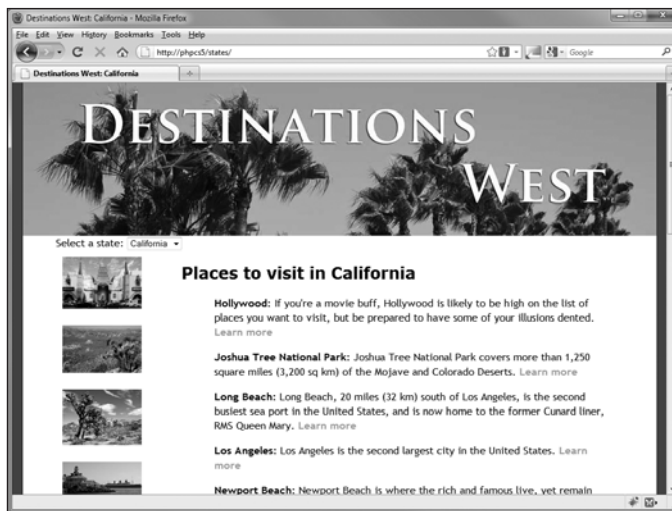 Destinations West: California - Mozilla Firefox
File Edit View History Bookmarks Tools Help
http://phpcs5/states/
Google
Destinations West: California
DESTINATIONS
WEST
Select a state: California
Places to visit in California
Hollywood: If you're a movie buff, Hollywood is likely to be high on the list of
places you want to visit, but be prepared to have some of your illusions dented.
Learn more
Joshua Tree National Park: Joshua Tree National Park covers more than 1,250
square miles (3,200 sq km) of the Mojave and Colorado Deserts. Learn more
Long Beach: Long Beach, 20 miles (32 km) south of Los Angeles, is the second
busiest sea port in the United States, and is now home to the former Cunard liner,
RMS Queen Mary. Learn more
Los Angeles: Los Angeles is the second largest city in the United States. Learn
more
Newport Beach: Newport Beach is where the rich and famous live, yet remain